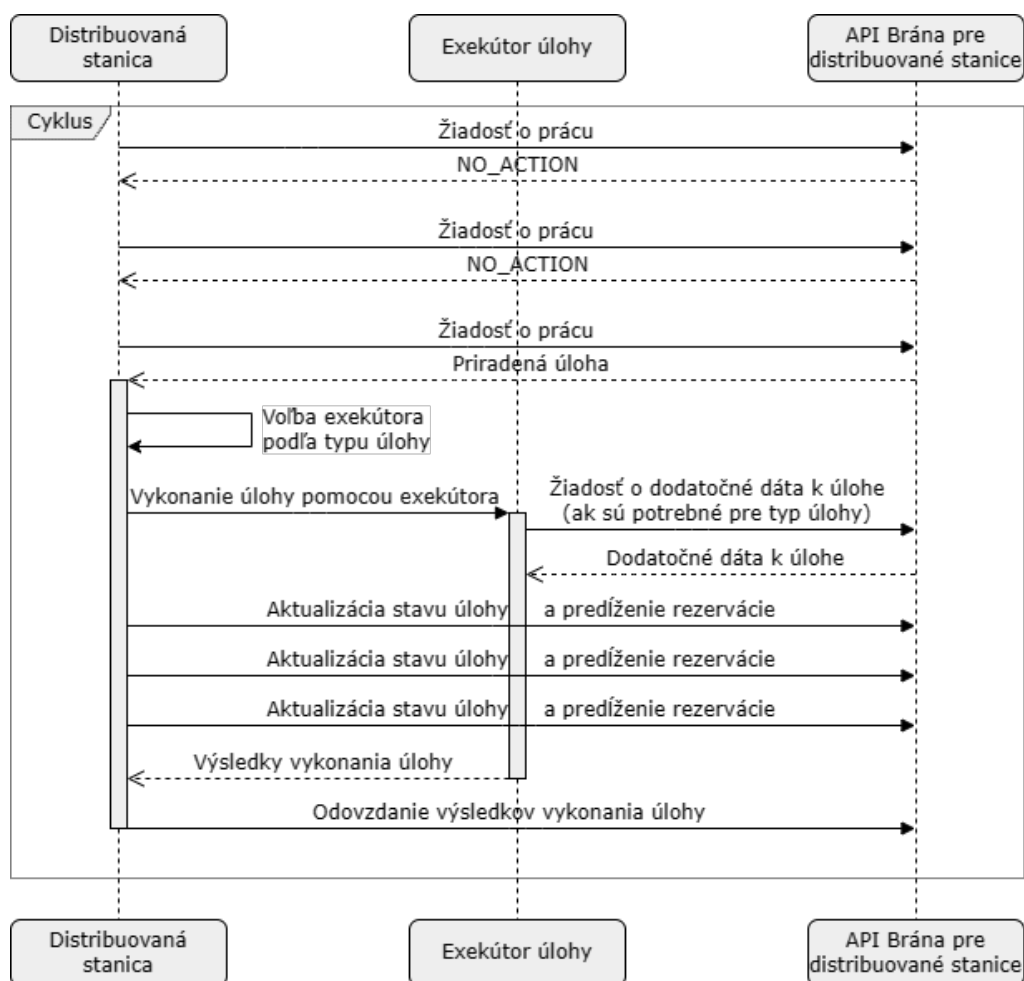 Distribuovaná
stanica
Exekútor úlohy
API Brána pre
distribuované stanice
Cyklus
Žiadosť o prácu
NO_ACTION
Žiadosť o prácu
NO_ACTION
Žiadosť o prácu
Priradená úloha
Voľba exekútora
podľa typu úlohy
Vykonanie úlohy pomocou exekútora
Žiadosť o dodatočné dáta k úlohe
(ak sú potrebné pre typ úlohy)
Dodatočné dáta k úlohe
Aktualizácia stavu úlohy a predĺženie rezervácie
Aktualizácia stavu úlohy a predĺženie rezervácie
Aktualizácia stavu úlohy a predĺženie rezervácie
Výsledky vykonania úlohy
Odovzdanie výsledkov vykonania úlohy
Distribuovaná
stanica
Exekútor úlohy
API Brána pre
distribuované stanice